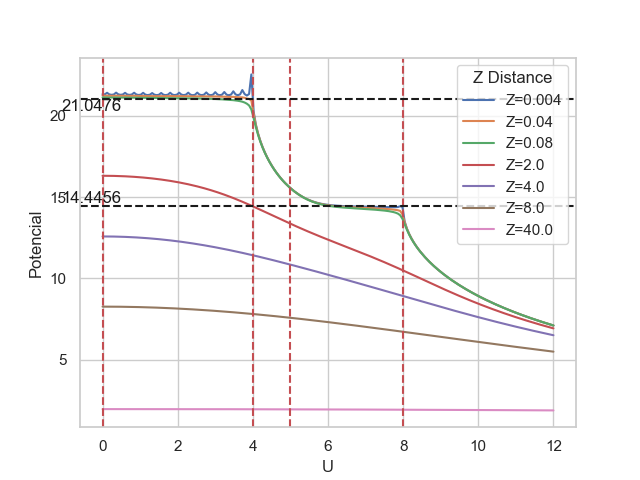 Z Distance
Z=0.004
Z=0.04
Z=0.08
Z=2.0
Z=4.0
Z=8.0
Z=40.0
21.0476
20
15
14.4456
10
5
Potencial
0 2 4 6 8 10 12
U